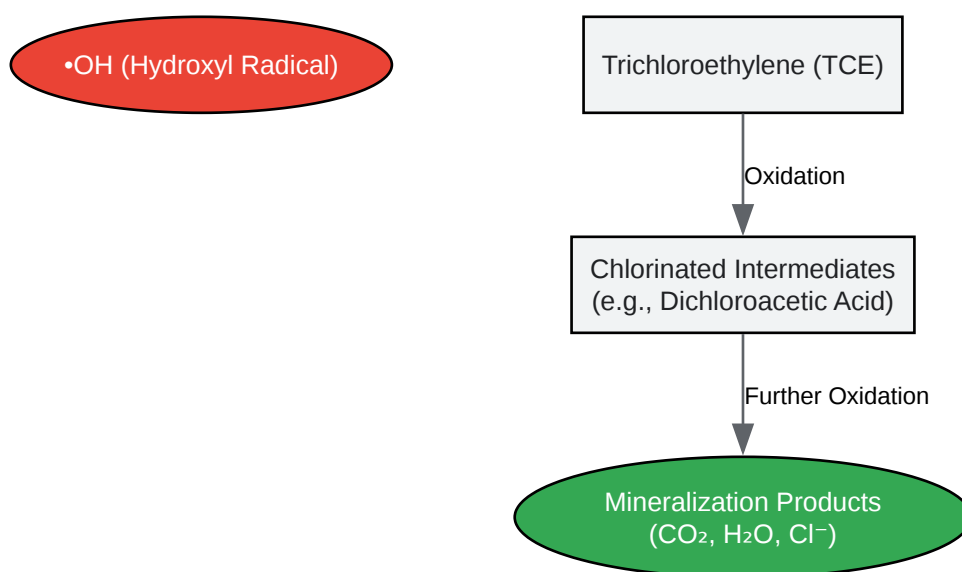 •OH (Hydroxyl Radical)
Trichloroethylene (TCE)
Oxidation
Chlorinated Intermediates
(e.g., Dichloroacetic Acid)
Further Oxidation
Mineralization Products
(CO₂, H₂O, Cl⁻)